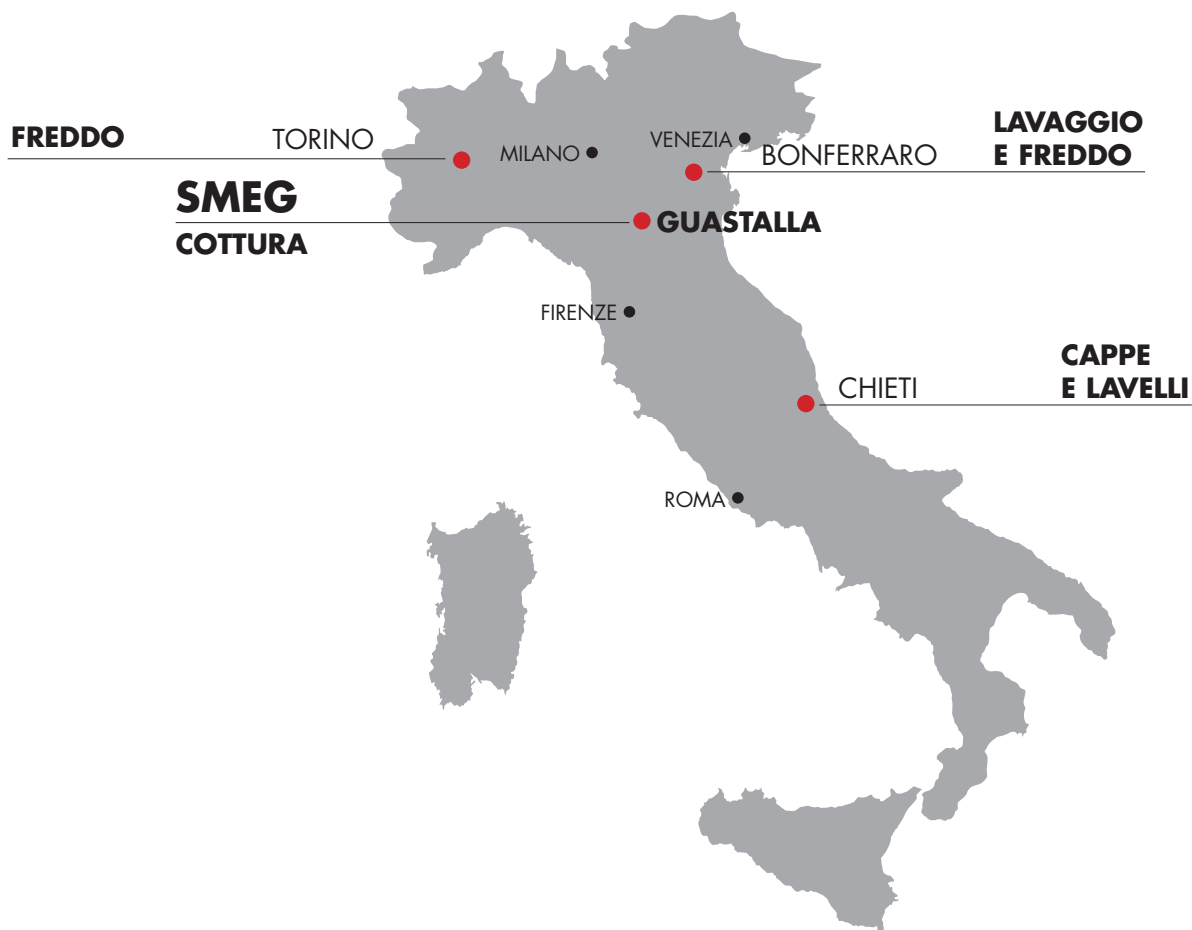 FREDDO
TORINO
MILANO
VENEZIA
BONFERRARO
LAVAGGIO
E FREDDO
SMEG
COTTURA
GUASTALLA
FIRENZE
CHIETI
CAPPE
E LAVELLI
ROMA